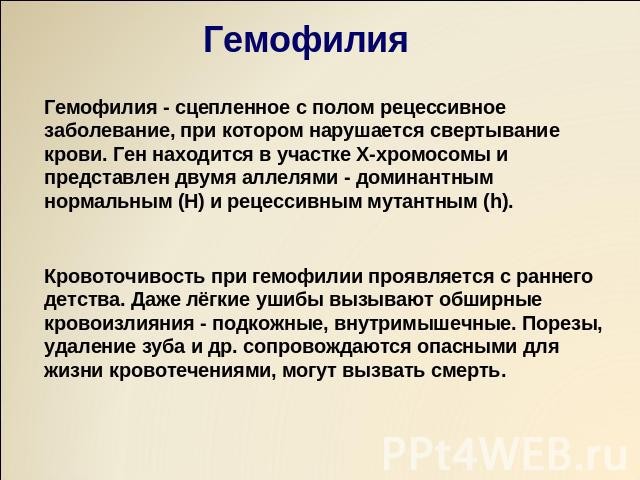 Гемофилия
Гемофилия - сцепленное с полом рецессивное
заболевание, при котором нарушается свертывание
крови. Ген находится в участке Х-хромосомы и
представлен двумя аллелями - доминантным
нормальным (Н) и рецессивным мутантным (h).
Кровоточивость при гемофилии проявляется с раннего
детства. Даже лёгкие ушибы вызывают обширные
кровоизлияния - подкожные, внутримышечные. Порезы,
удаление зуба и др. сопровождаются опасными для
жизни кровотечениями, могут вызвать смерть.
PPt4WEB.ru